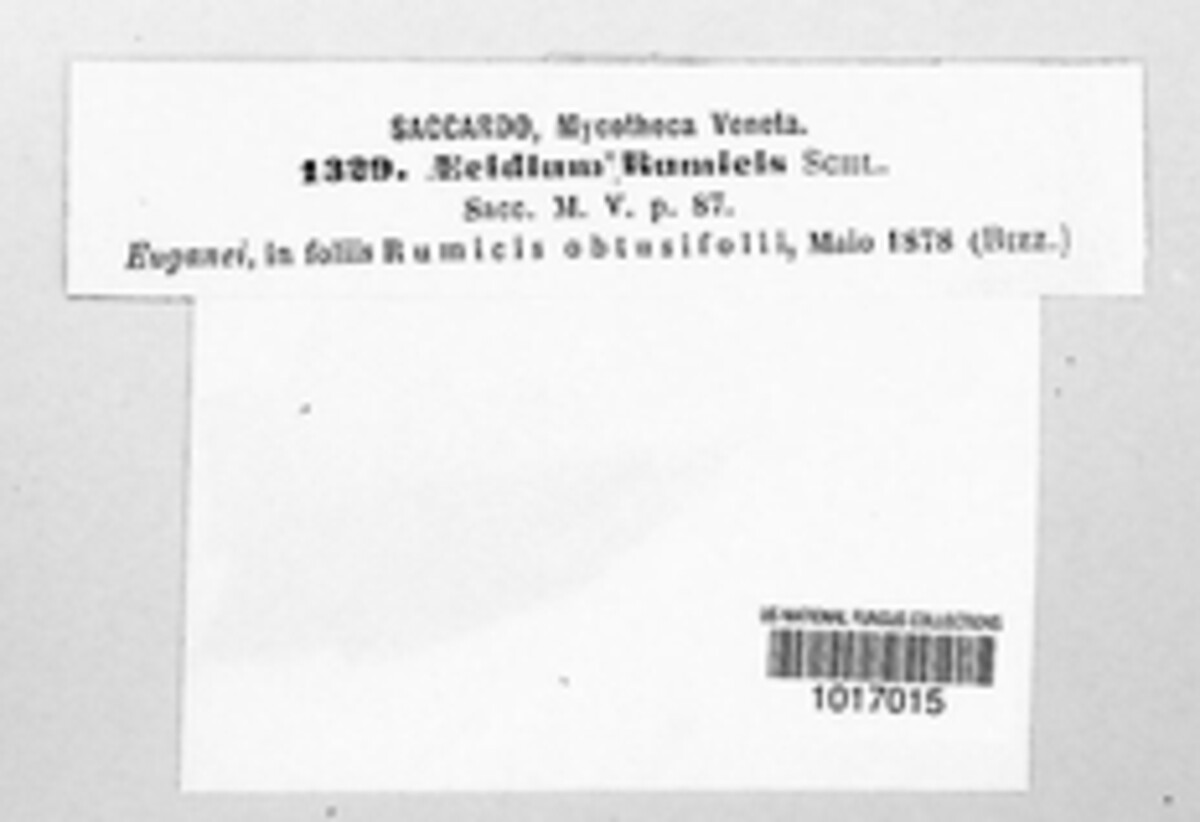 SACCARDO, Mycotheca Veneta.
1329. Æcidium Rumicis Schl.
Sacc. M. V. p. 87.
Euganei, in foliis Rumicis obtusifolii, Maio 1878 (Bizz.)
US NATIONAL FUNGUS COLLECTIONS
1017015